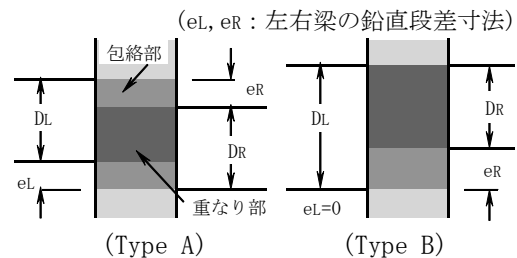 (eL, eR：左右梁の鉛直段差寸法)
包絡部
eR
DL
DR
eL
重なり部
(Type A)
DL
DR
eR
eL=0
(Type B)